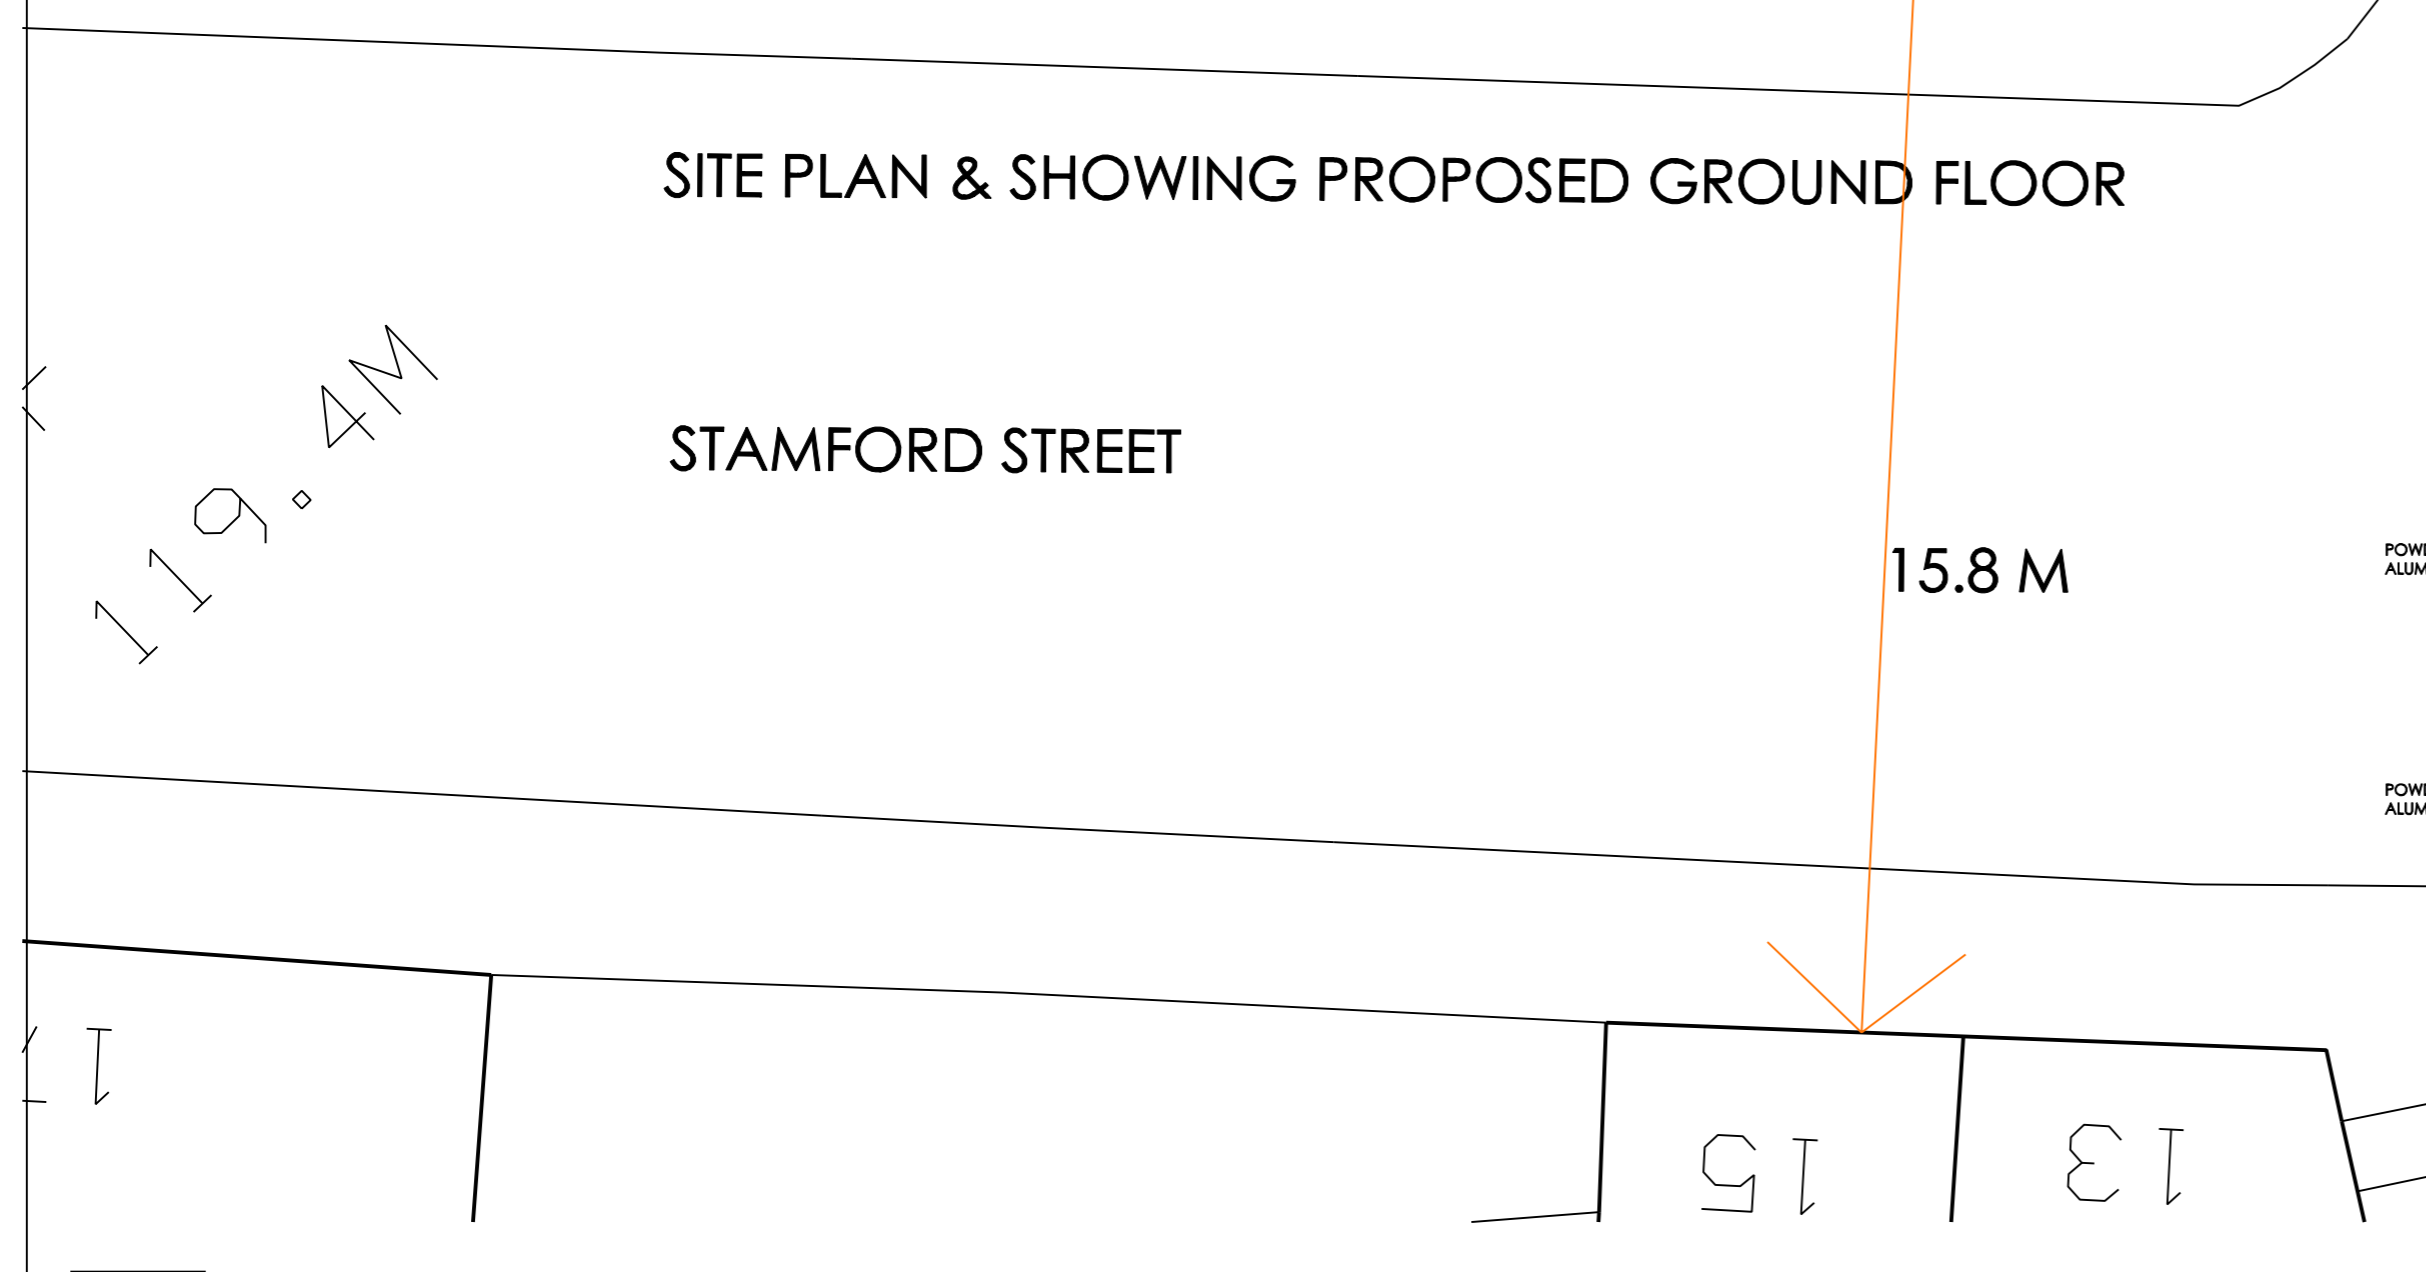 SITE PLAN & SHOWING PROPOSED GROUND FLOOR
119.4M
STAMFORD STREET
15.8 M
15
13